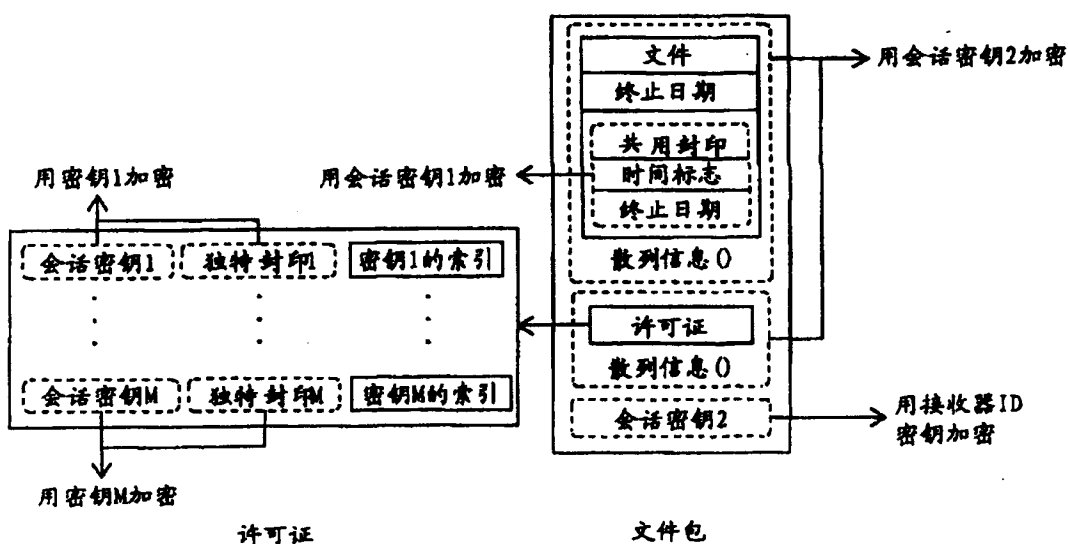 文件
用会话密钥2加密
终止日期
共用封印
用密钥1加密
用会话密钥1加密
时间标志
终止日期
会话密钥1 独特封印1 密钥1的索引
散列信息()
许可证
散列信息()
会话密钥M 独特封印M 密钥M的索引
会话密钥2
用接收器ID
密钥加密
用密钥M加密
许可证
文件包